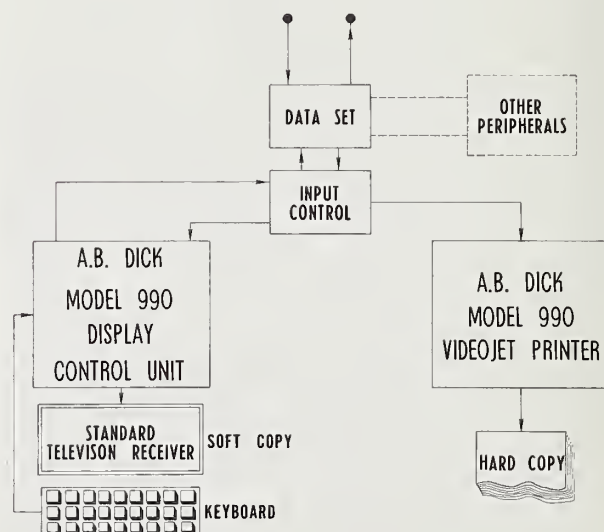 DATA SET
OTHER
PERIPHERALS
INPUT
CONTROL
A.B. DICK
MODEL 990
DISPLAY
CONTROL UNIT
A.B. DICK
MODEL 990
VIDEOJET PRINTER
STANDARD
TELEVISON RECEIVER
SOFT COPY
HARD COPY
KEYBOARD